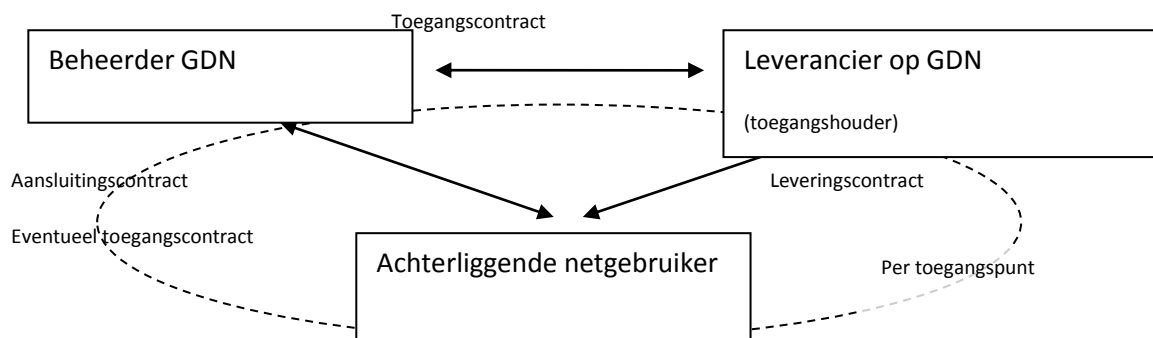 Toegangscontract
Beheerder GDN
Leverancier op GDN
(toegangshouder)
Aansluitingscontract
Leveringscontract
Eventueel toegangscontract
Achterliggende netgebruiker
Per toegangspunt